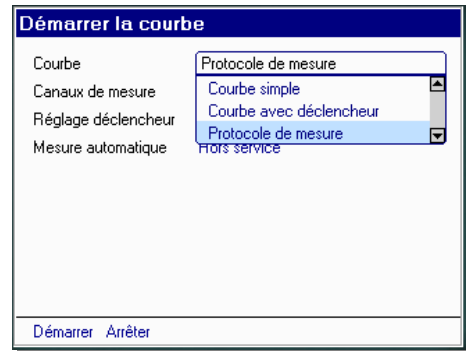 Démarrer la courbe
Courbe Protocole de mesure
Canaux de mesure Courbe simple
Réglage déclencheur Courbe avec déclencheur
Protocole de mesure
Mesure automatique Hors service
Démarrer Arrêter